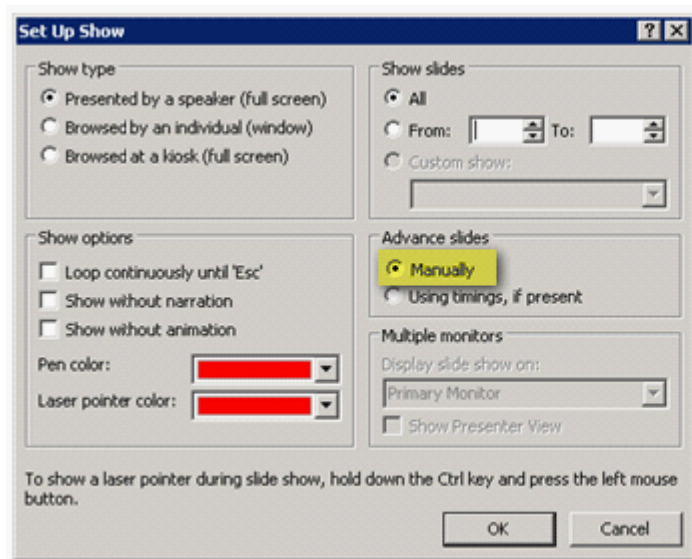 Set Up Show
Show type
Presented by a speaker (full screen)
Browsed by an individual (window)
Browsed at a kiosk (full screen)
Show slides
All
From: To:
Custom show:
Show options
Loop continuously until 'Esc'
Show without narration
Show without animation
Pen color:
Laser pointer color:
Advance slides
Manually
Using timings, if present
Multiple monitors
Display slide show on:
Primary Monitor
Show Presenter View
To show a laser pointer during slide show, hold down the Ctrl key and press the left mouse
button.
OK Cancel